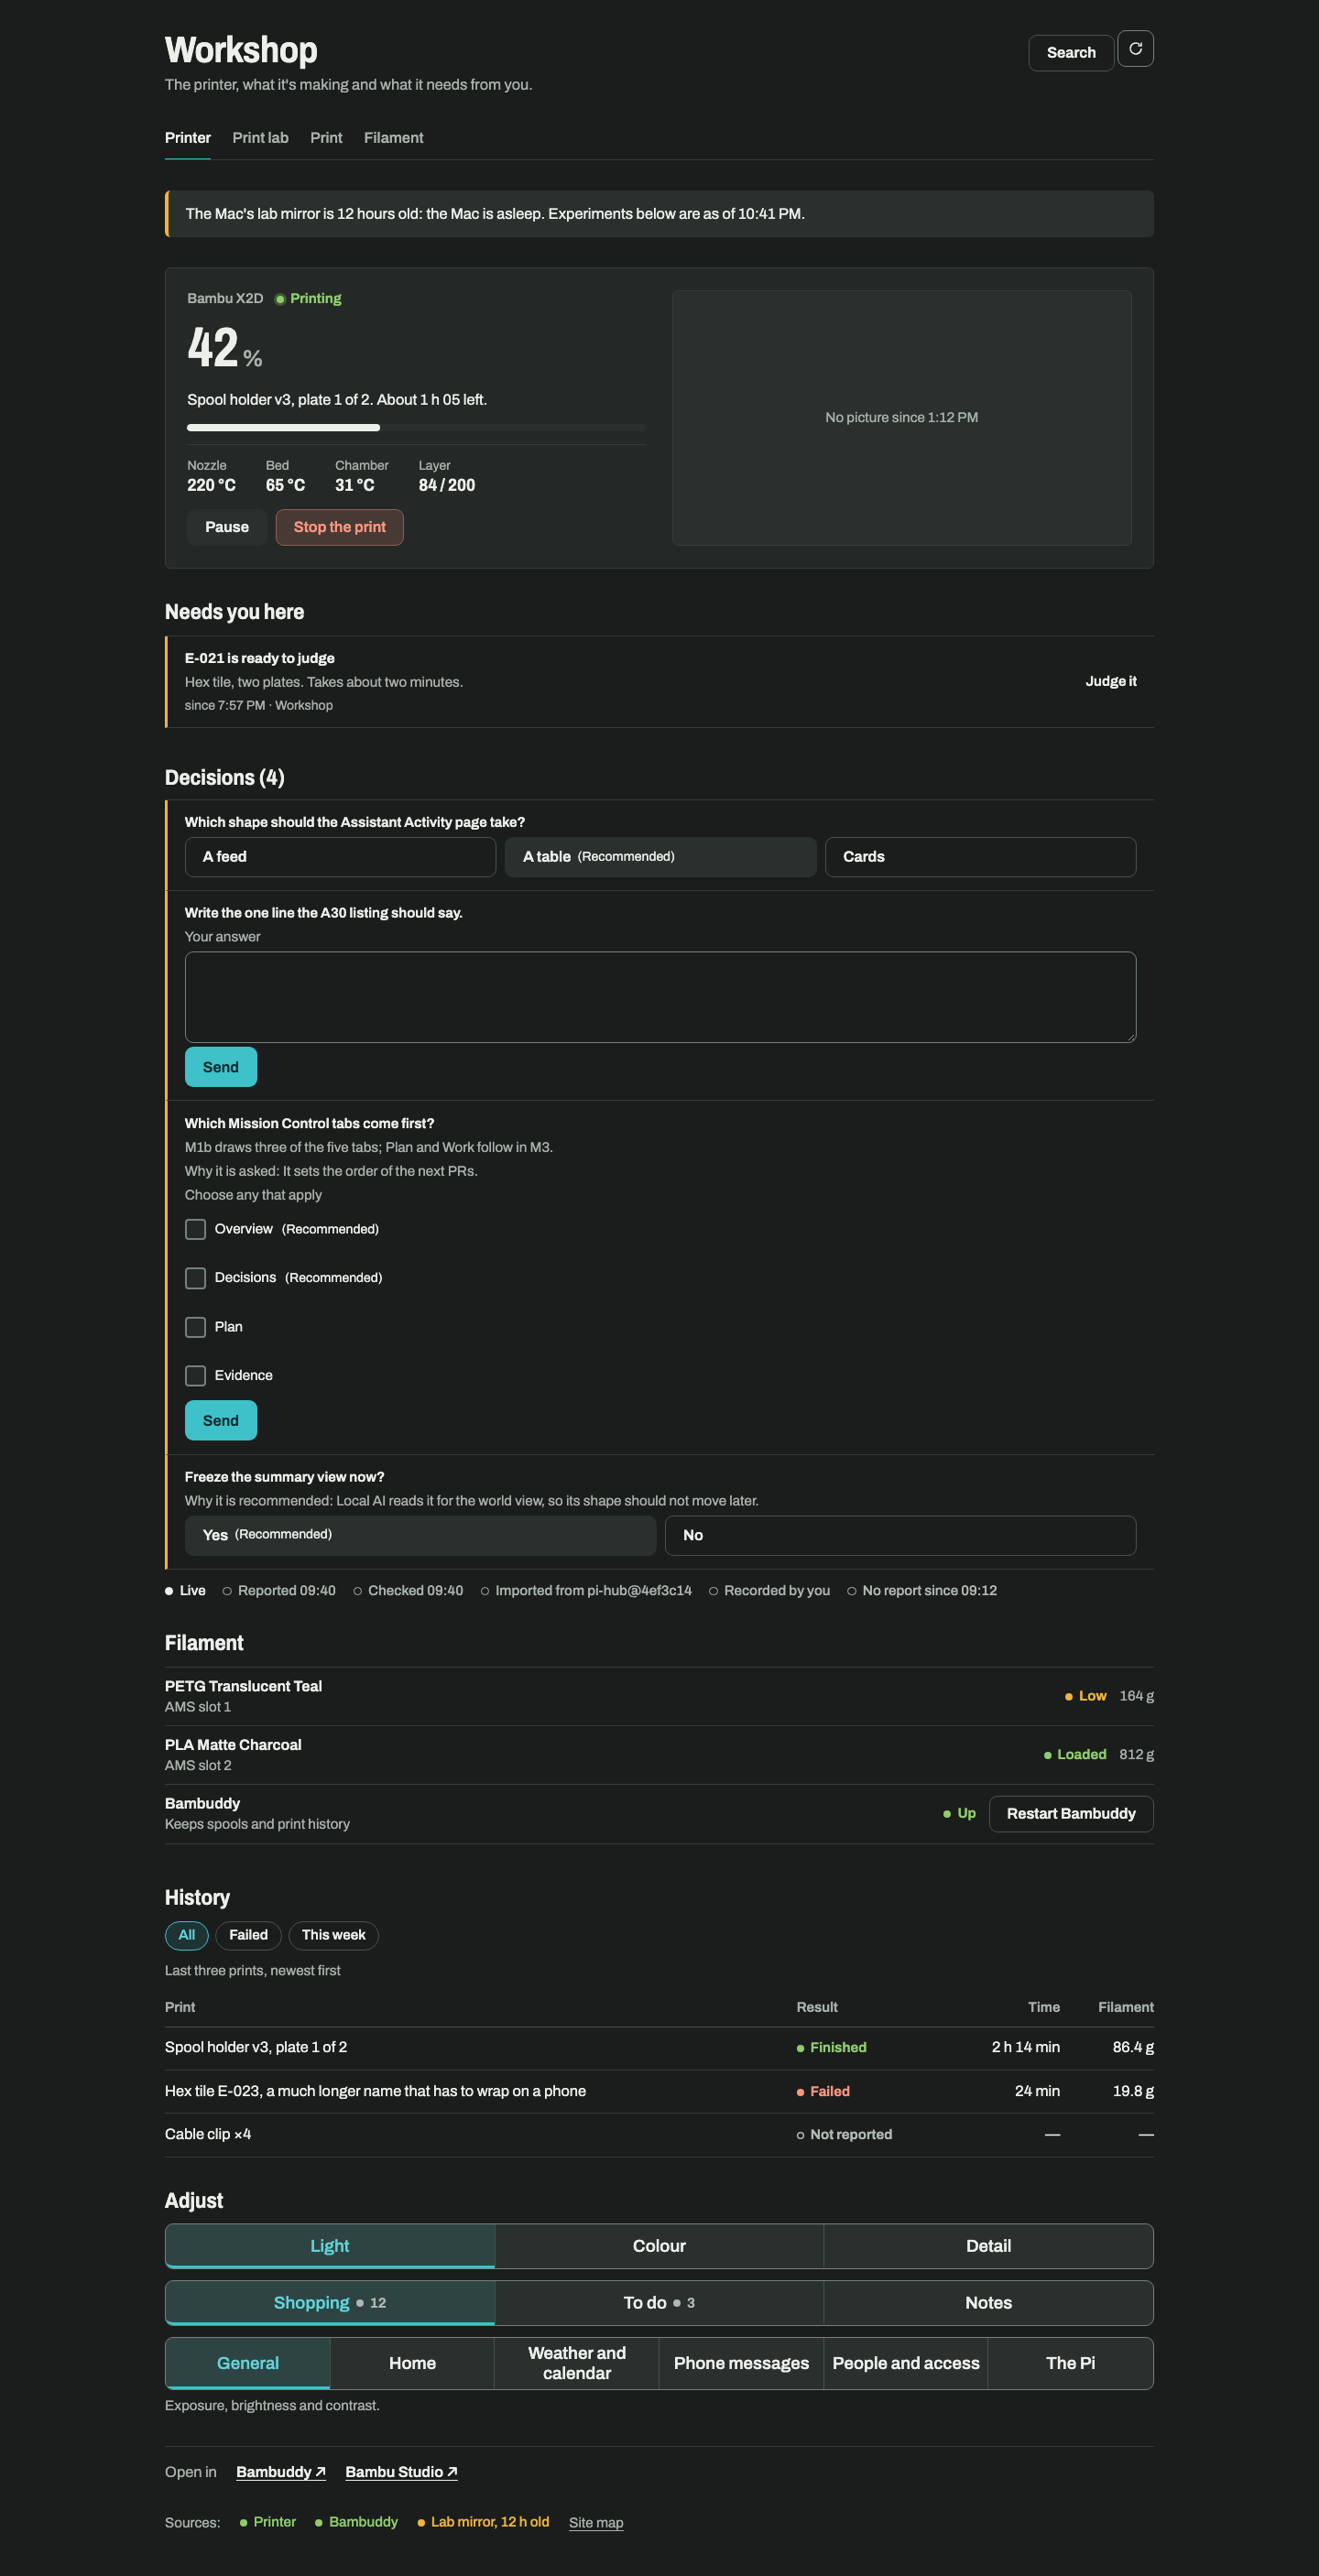 Workshop
Search
The printer, what it's making and what it needs from you.
Printer Print lab Print Filament
The Mac's lab mirror is 12 hours old: the Mac is asleep. Experiments below are as of 10:41 PM.
Bambu X2D Printing
42 %
Spool holder v3, plate 1 of 2. About 1 h 05 left.
No picture since 1:12 PM
Nozzle Bed Chamber Layer
220 °C 65 °C 31 °C 84 / 200
Pause Stop the print
Needs you here
E-021 is ready to judge
Hex tile, two plates. Takes about two minutes.
Judge it
since 7:57 PM · Workshop
Decisions (4)
Which shape should the Assistant Activity page take?
A feed A table (Recommended) Cards
Write the one line the A30 listing should say.
Your answer
Send
Which Mission Control tabs come first?
M1b draws three of the five tabs; Plan and Work follow in M3.
Why it is asked: It sets the order of the next PRs.
Choose any that apply
Overview (Recommended)
Decisions (Recommended)
Plan
Evidence
Send
Freeze the summary view now?
Why it is recommended: Local AI reads it for the world view, so its shape should not move later.
Yes (Recommended) No
Live Reported 09:40 Checked 09:40 Imported from pi-hub@4ef3c14 Recorded by you No report since 09:12
Filament
PETG Translucent Teal
AMS slot 1
Low 164 g
PLA Matte Charcoal
AMS slot 2
Loaded 812 g
Bambuddy
Keeps spools and print history
Up Restart Bambuddy
History
All Failed This week
Last three prints, newest first
Print Result Time Filament
Spool holder v3, plate 1 of 2 Finished 2 h 14 min 86.4 g
Hex tile E-023, a much longer name that has to wrap on a phone Failed 24 min 19.8 g
Cable clip ×4 Not reported — —
Adjust
Light Colour Detail
Shopping 12 To do 3 Notes
General Home Weather and calendar Phone messages People and access The Pi
Exposure, brightness and contrast.
Open in Bambuddy ↗ Bambu Studio ↗
Sources: Printer Bambuddy Lab mirror, 12 h old Site map